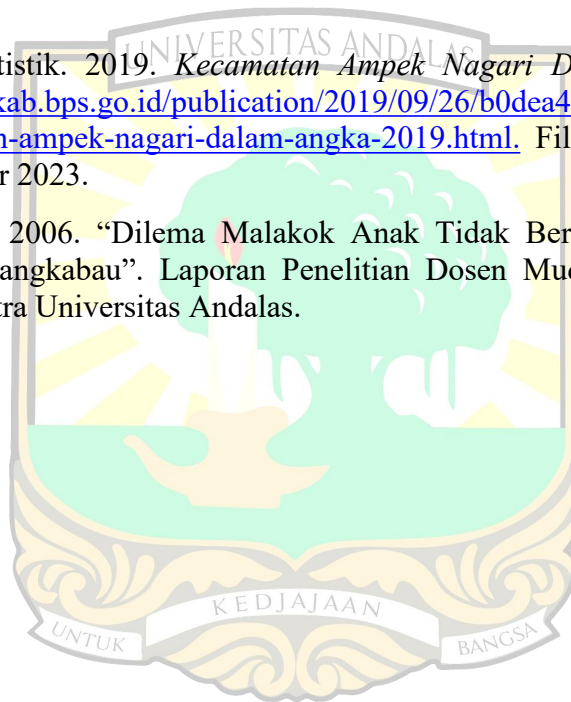 UNIVERSITAS ANDALAS
tistik. 2019. Kecamatan Ampek Nagari D
kab.bps.go.id/publication/2019/09/26/b0dea4
n-ampek-nagari-dalam-angka-2019.html. Fil
r 2023.
2006. “Dilema Malakok Anak Tidak Ber
angkabau”. Laporan Penelitian Dosen Mud
tra Universitas Andalas.
KEDJAJAAN
UNTUK
BANGSA